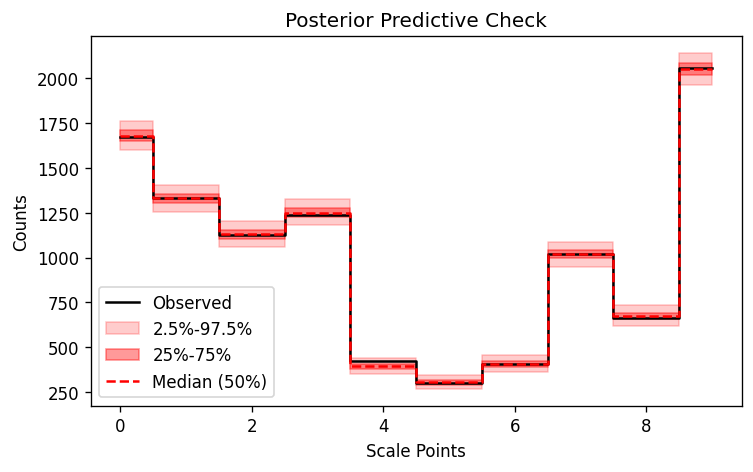 Posterior Predictive Check
Counts
2000
1750
1500
1250
1000
750
500
250
Observed
2.5%-97.5%
25%-75%
Median (50%)
0 2 4 6 8
Scale Points